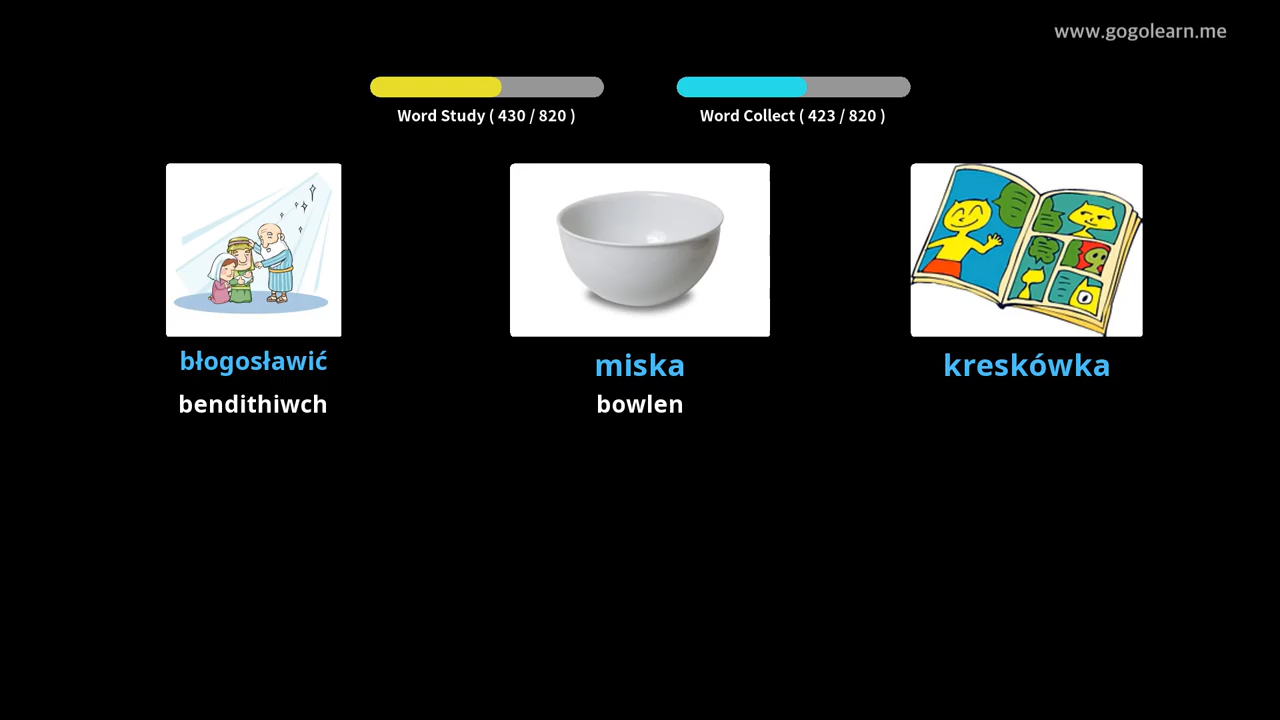 www.gogolearn.me
Word Study ( 430 / 820 )
Word Collect ( 423 / 820 )
błogosławić
miska
kreskówka
bendithiwch
bowlen